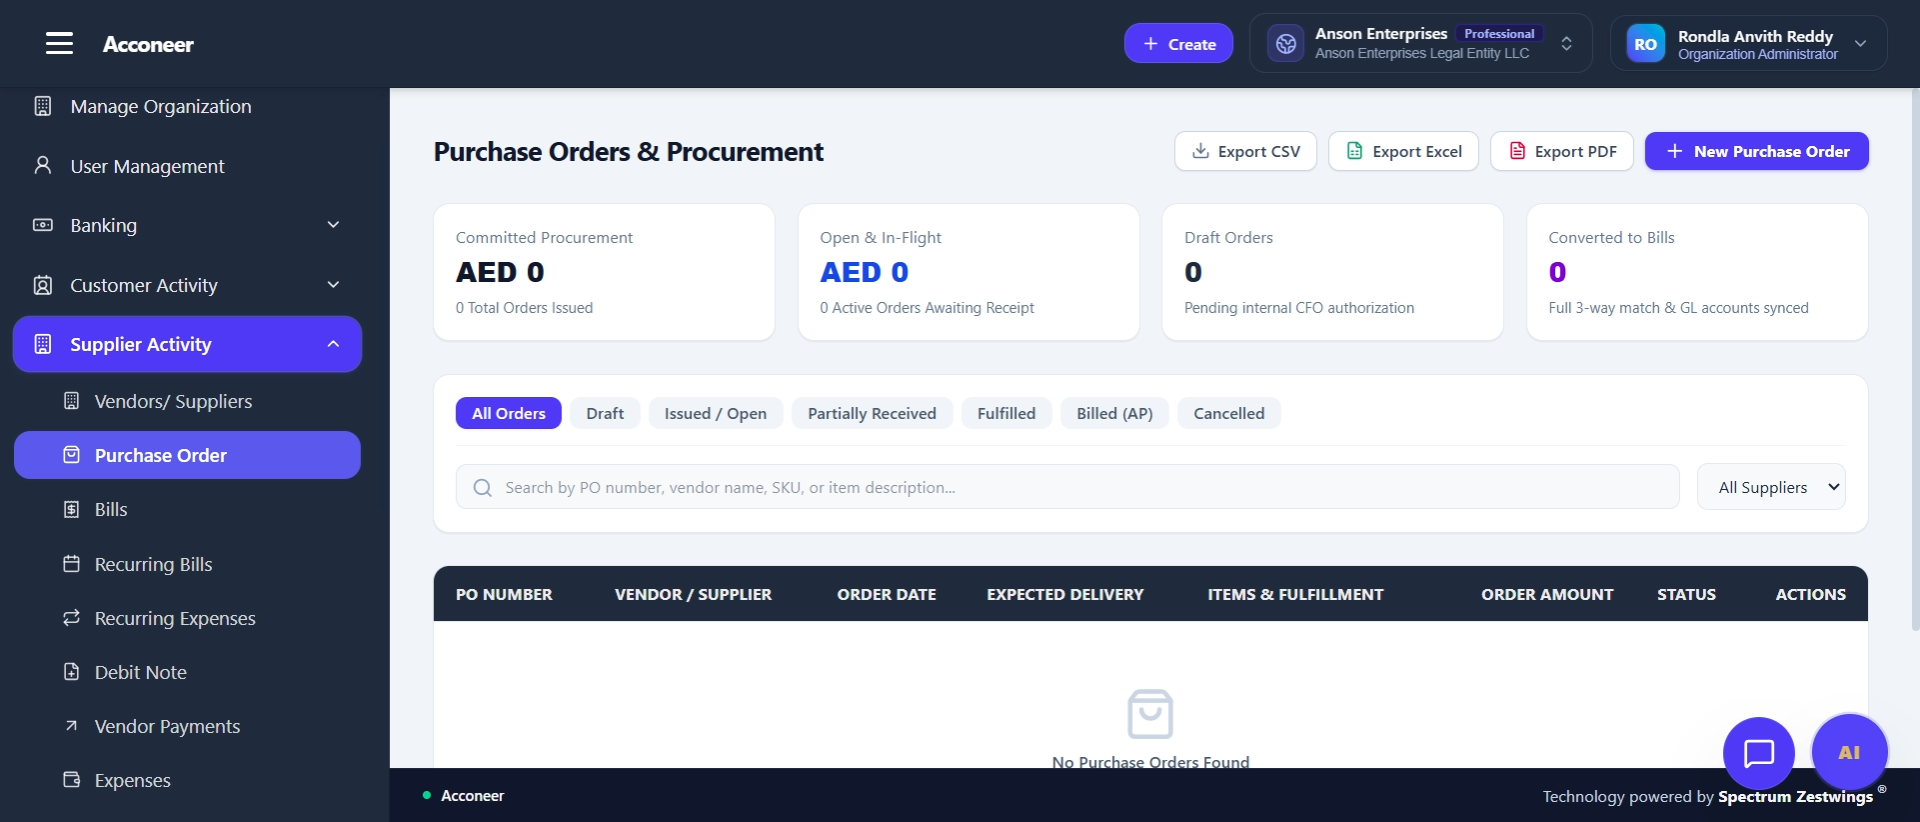 Acconeer
Create
Anson Enterprises Professional
Anson Enterprises Legal Entity LLC
RO
Rondla Anvith Reddy
Organization Administrator
Manage Organization
User Management
Banking
Customer Activity
Supplier Activity
Vendors/ Suppliers
Purchase Order
Bills
Recurring Bills
Recurring Expenses
Debit Note
Vendor Payments
Expenses
Purchase Orders & Procurement
Export CSV
Export Excel
Export PDF
New Purchase Order
Committed Procurement
AED 0
0 Total Orders Issued
Open & In-Flight
AED 0
0 Active Orders Awaiting Receipt
Draft Orders
0
Pending internal CFO authorization
Converted to Bills
0
Full 3-way match & GL accounts synced
All Orders Draft Issued / Open Partially Received Fulfilled Billed (AP) Cancelled
Search by PO number, vendor name, SKU, or item description...
All Suppliers
PO NUMBER VENDOR / SUPPLIER ORDER DATE EXPECTED DELIVERY ITEMS & FULFILLMENT ORDER AMOUNT STATUS ACTIONS
No Purchase Orders Found
AI
Acconeer
Technology powered by Spectrum Zestwings ®